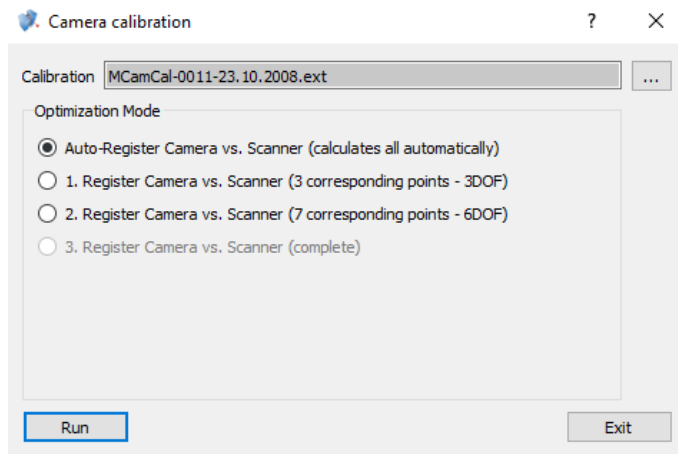 Camera calibration ?
Calibration MCamCal-0011-23.10.2008.ext ...
Optimization Mode
Auto-Register Camera vs. Scanner (calculates all automatically)
1. Register Camera vs. Scanner (3 corresponding points - 3DOF)
2. Register Camera vs. Scanner (7 corresponding points - 6DOF)
3. Register Camera vs. Scanner (complete)
Run Exit